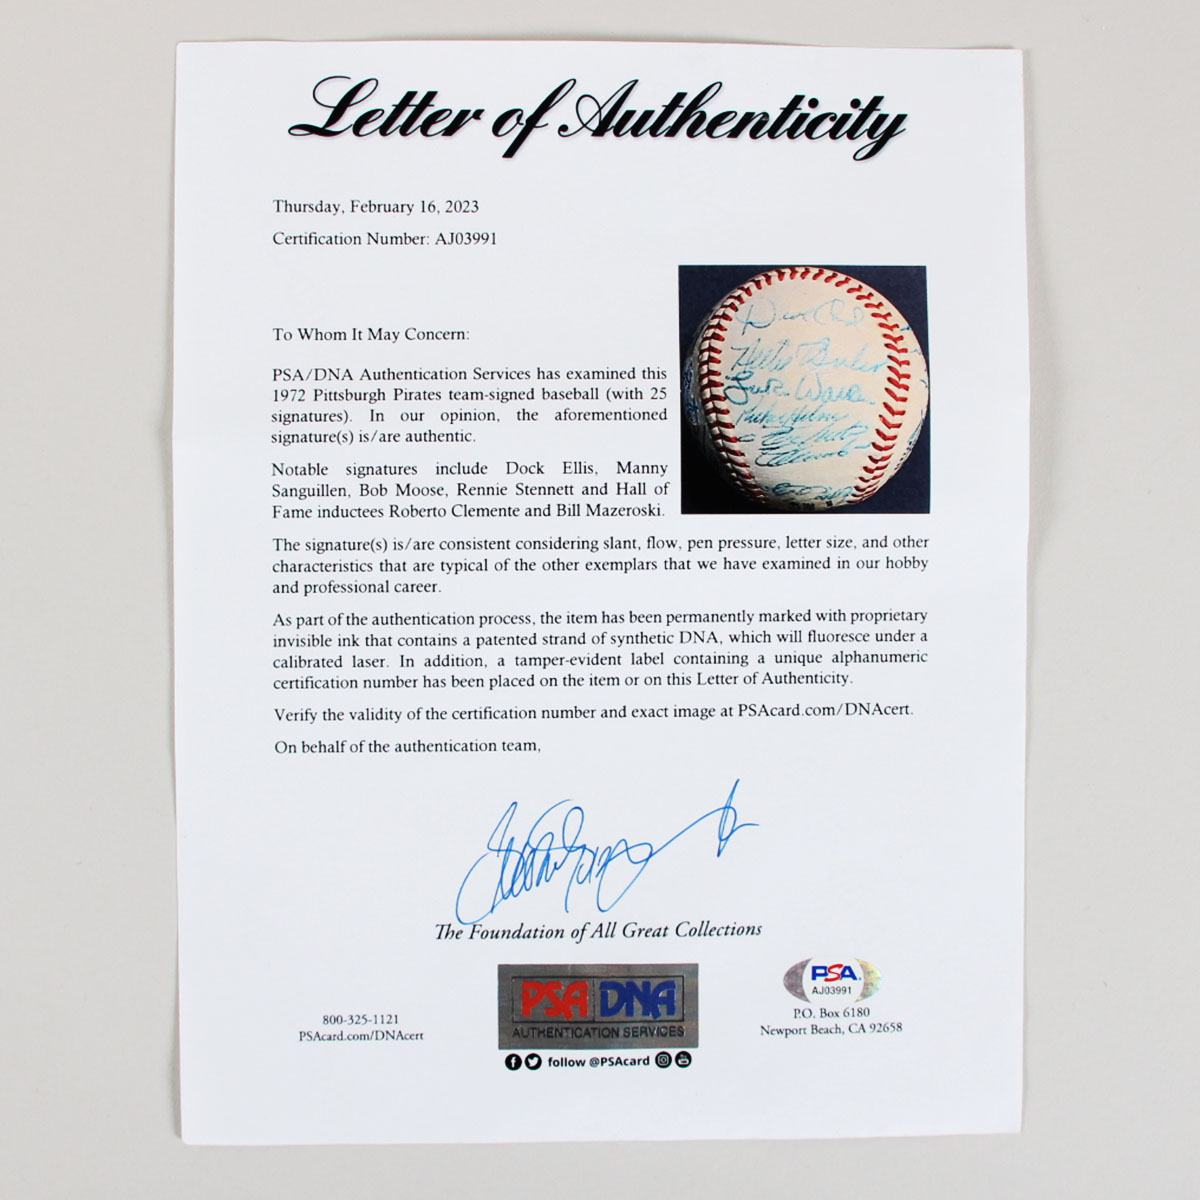 Letter of Authenticity
Thursday, February 16, 2023
Certification Number: AJ03991
To Whom It May Concern:
PSA/DNA Authentication Services has examined this
1972 Pittsburgh Pirates team-signed baseball (with 25
signatures). In our opinion, the aforementioned
signature(s) is/are authentic.
Notable signatures include Dock Ellis, Manny
Sanguillen, Bob Moose, Rennie Stennett and Hall of
Fame inductees Roberto Clemente and Bill Mazeroski.
The signature(s) is/are consistent considering slant, flow, pen pressure, letter size, and other
characteristics that are typical of the other exemplars that we have examined in our hobby
and professional career.
As part of the authentication process, the item has been permanently marked with proprietary
invisible ink that contains a patented strand of synthetic DNA, which will fluoresce under a
calibrated laser. In addition, a tamper-evident label containing a unique alphanumeric
certification number has been placed on the item or on this Letter of Authenticity.
Verify the validity of the certification number and exact image at PSAcard.com/DNAcert.
On behalf of the authentication team,
The Foundation of All Great Collections
800-325-1121
PSAcard.com/DNAcert
PSA DNA
AUTHENTICATION SERVICES
follow @PSAcard
PSA
AJ03991
P.O. Box 6180
Newport Beach, CA 92658